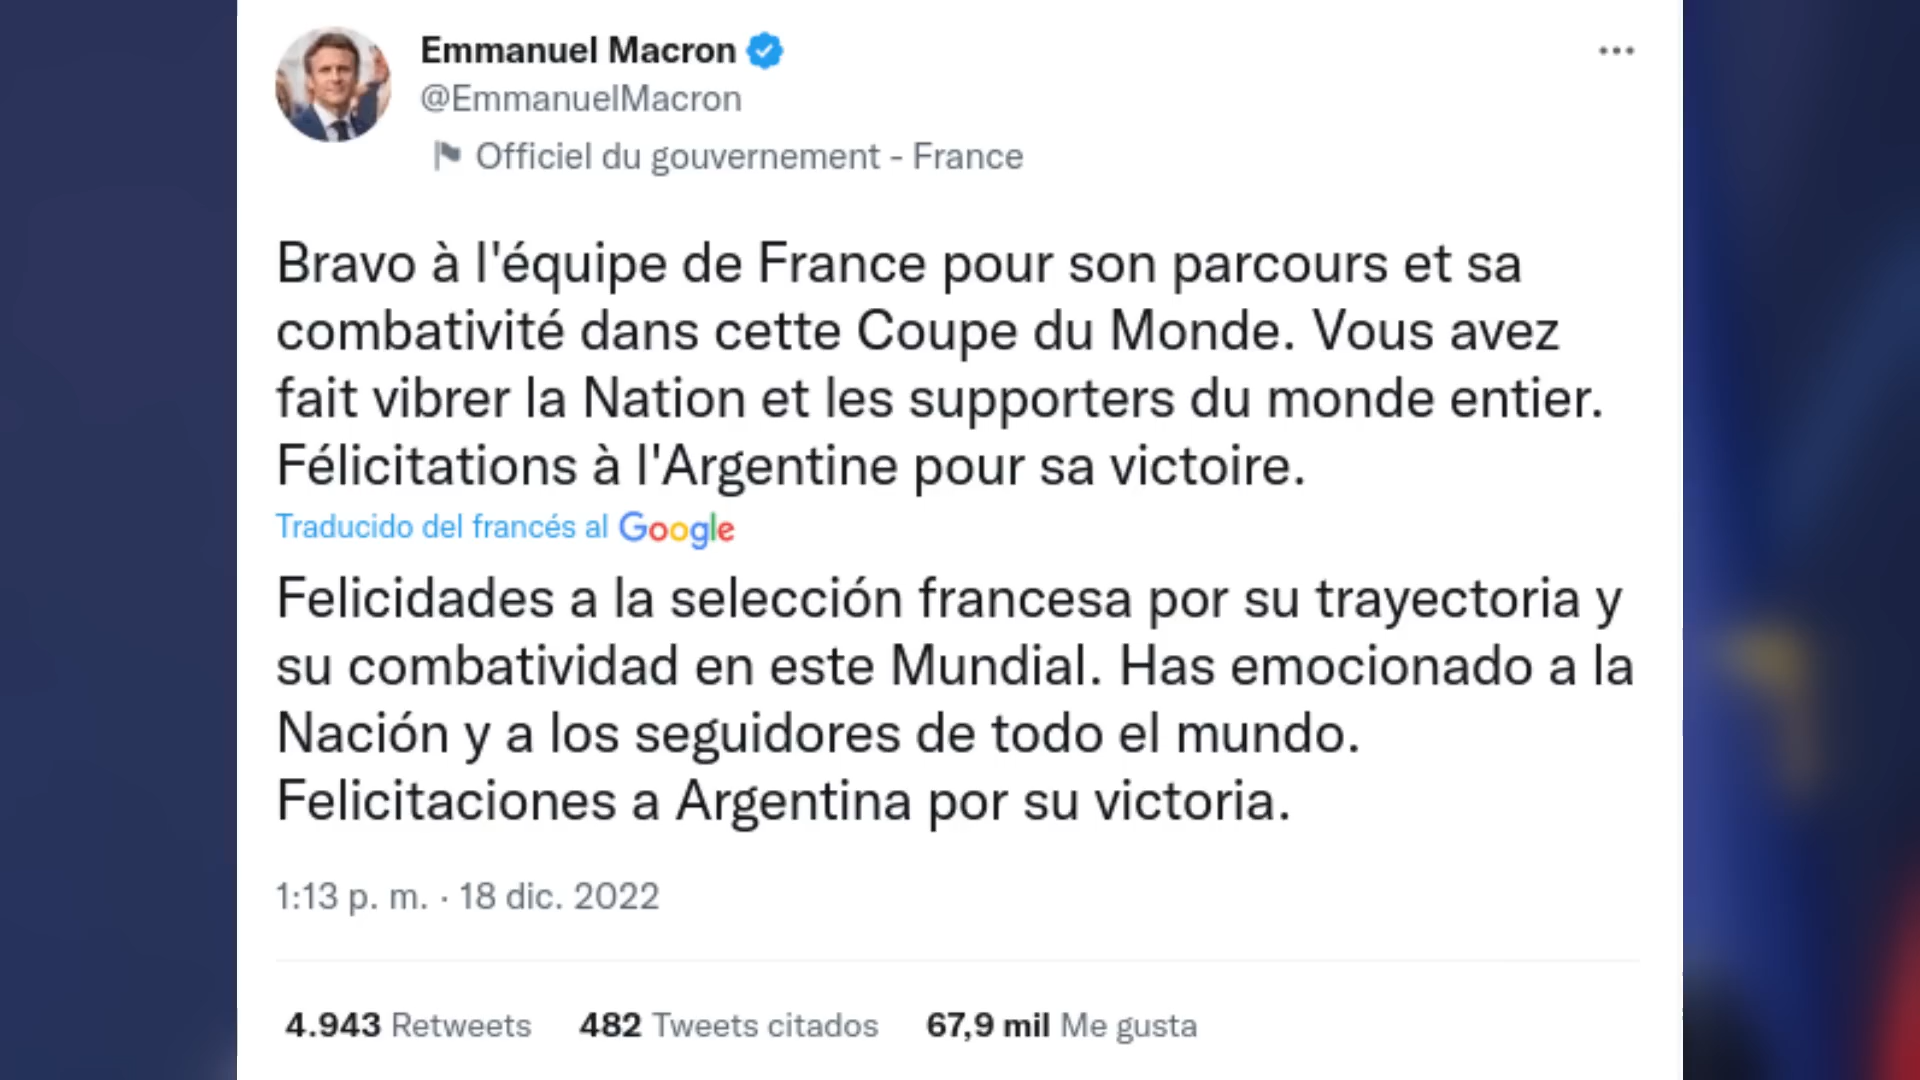 Emmanuel Macron
@EmmanuelMacron
Officiel du gouvernement - France
Bravo à l'équipe de France pour son parcours et sa
combativité dans cette Coupe du Monde. Vous avez
fait vibrer la Nation et les supporters du monde entier.
Félicitations à l'Argentine pour sa victoire.
Traducido del francés al Google
Felicidades a la selección francesa por su trayectoria y
su combatividad en este Mundial. Has emocionado a la
Nación y a los seguidores de todo el mundo.
Felicitaciones a Argentina por su victoria.
1:13 p. m. · 18 dic. 2022
4.943 Retweets 482 Tweets citados 67,9 mil Me gusta